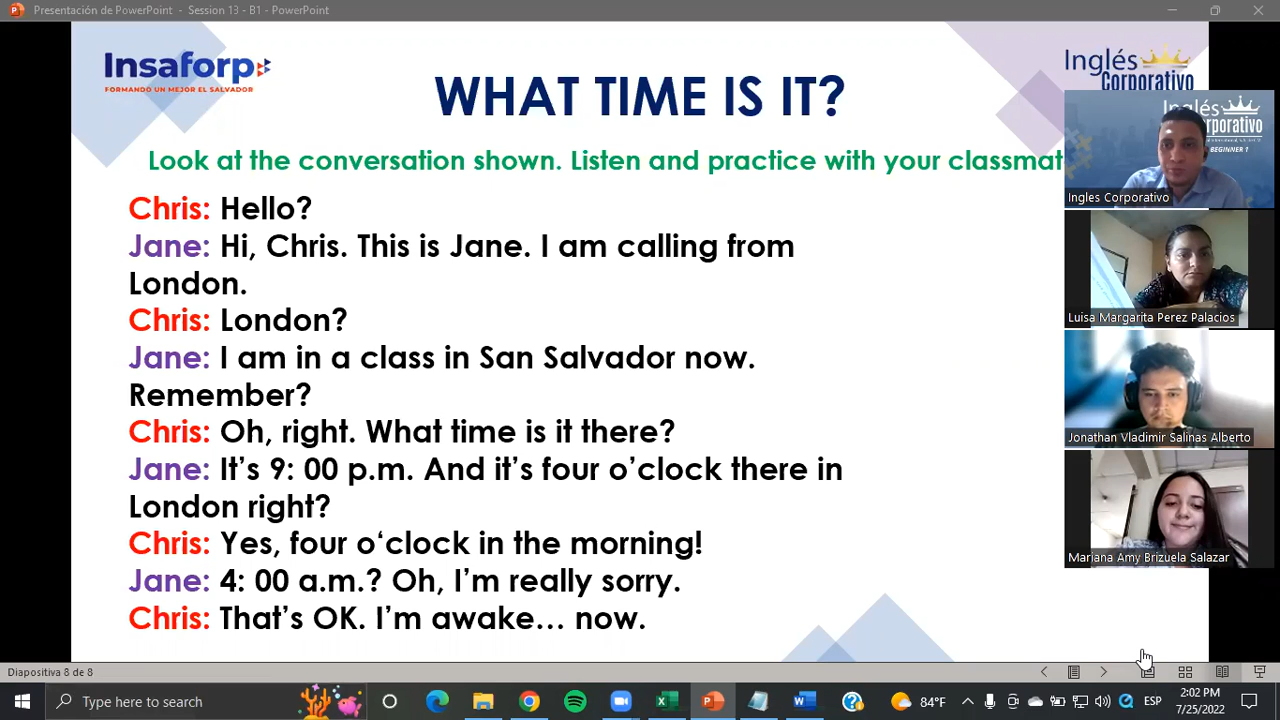 Presentación de PowerPoint - Session 13 - B1 - PowerPoint
Insaforp
FORMANDO UN MEJOR EL SALVADOR
WHAT TIME IS IT?
Inglés
Corporativo
Look at the conversation shown. Listen and practice with your classmat
Chris: Hello?
Jane: Hi, Chris. This is Jane. I am calling from
London.
Chris: London?
Jane: I am in a class in San Salvador now.
Remember?
Chris: Oh, right. What time is it there?
Jane: It’s 9: 00 p.m. And it’s four o’clock there in
London right?
Chris: Yes, four o‘clock in the morning!
Jane: 4: 00 a.m.? Oh, I’m really sorry.
Chris: That’s OK. I’m awake… now.
Inglés
rporativo
BEGINNER 1
Ingles Corporativo
Luisa Margarita Perez Palacios
Jonathan Vladimir Salinas Alberto
Mariana Amy Brizuela Salazar
Diapositiva 8 de 8
Type here to search
84°F
ESP
2:02 PM
7/25/2022